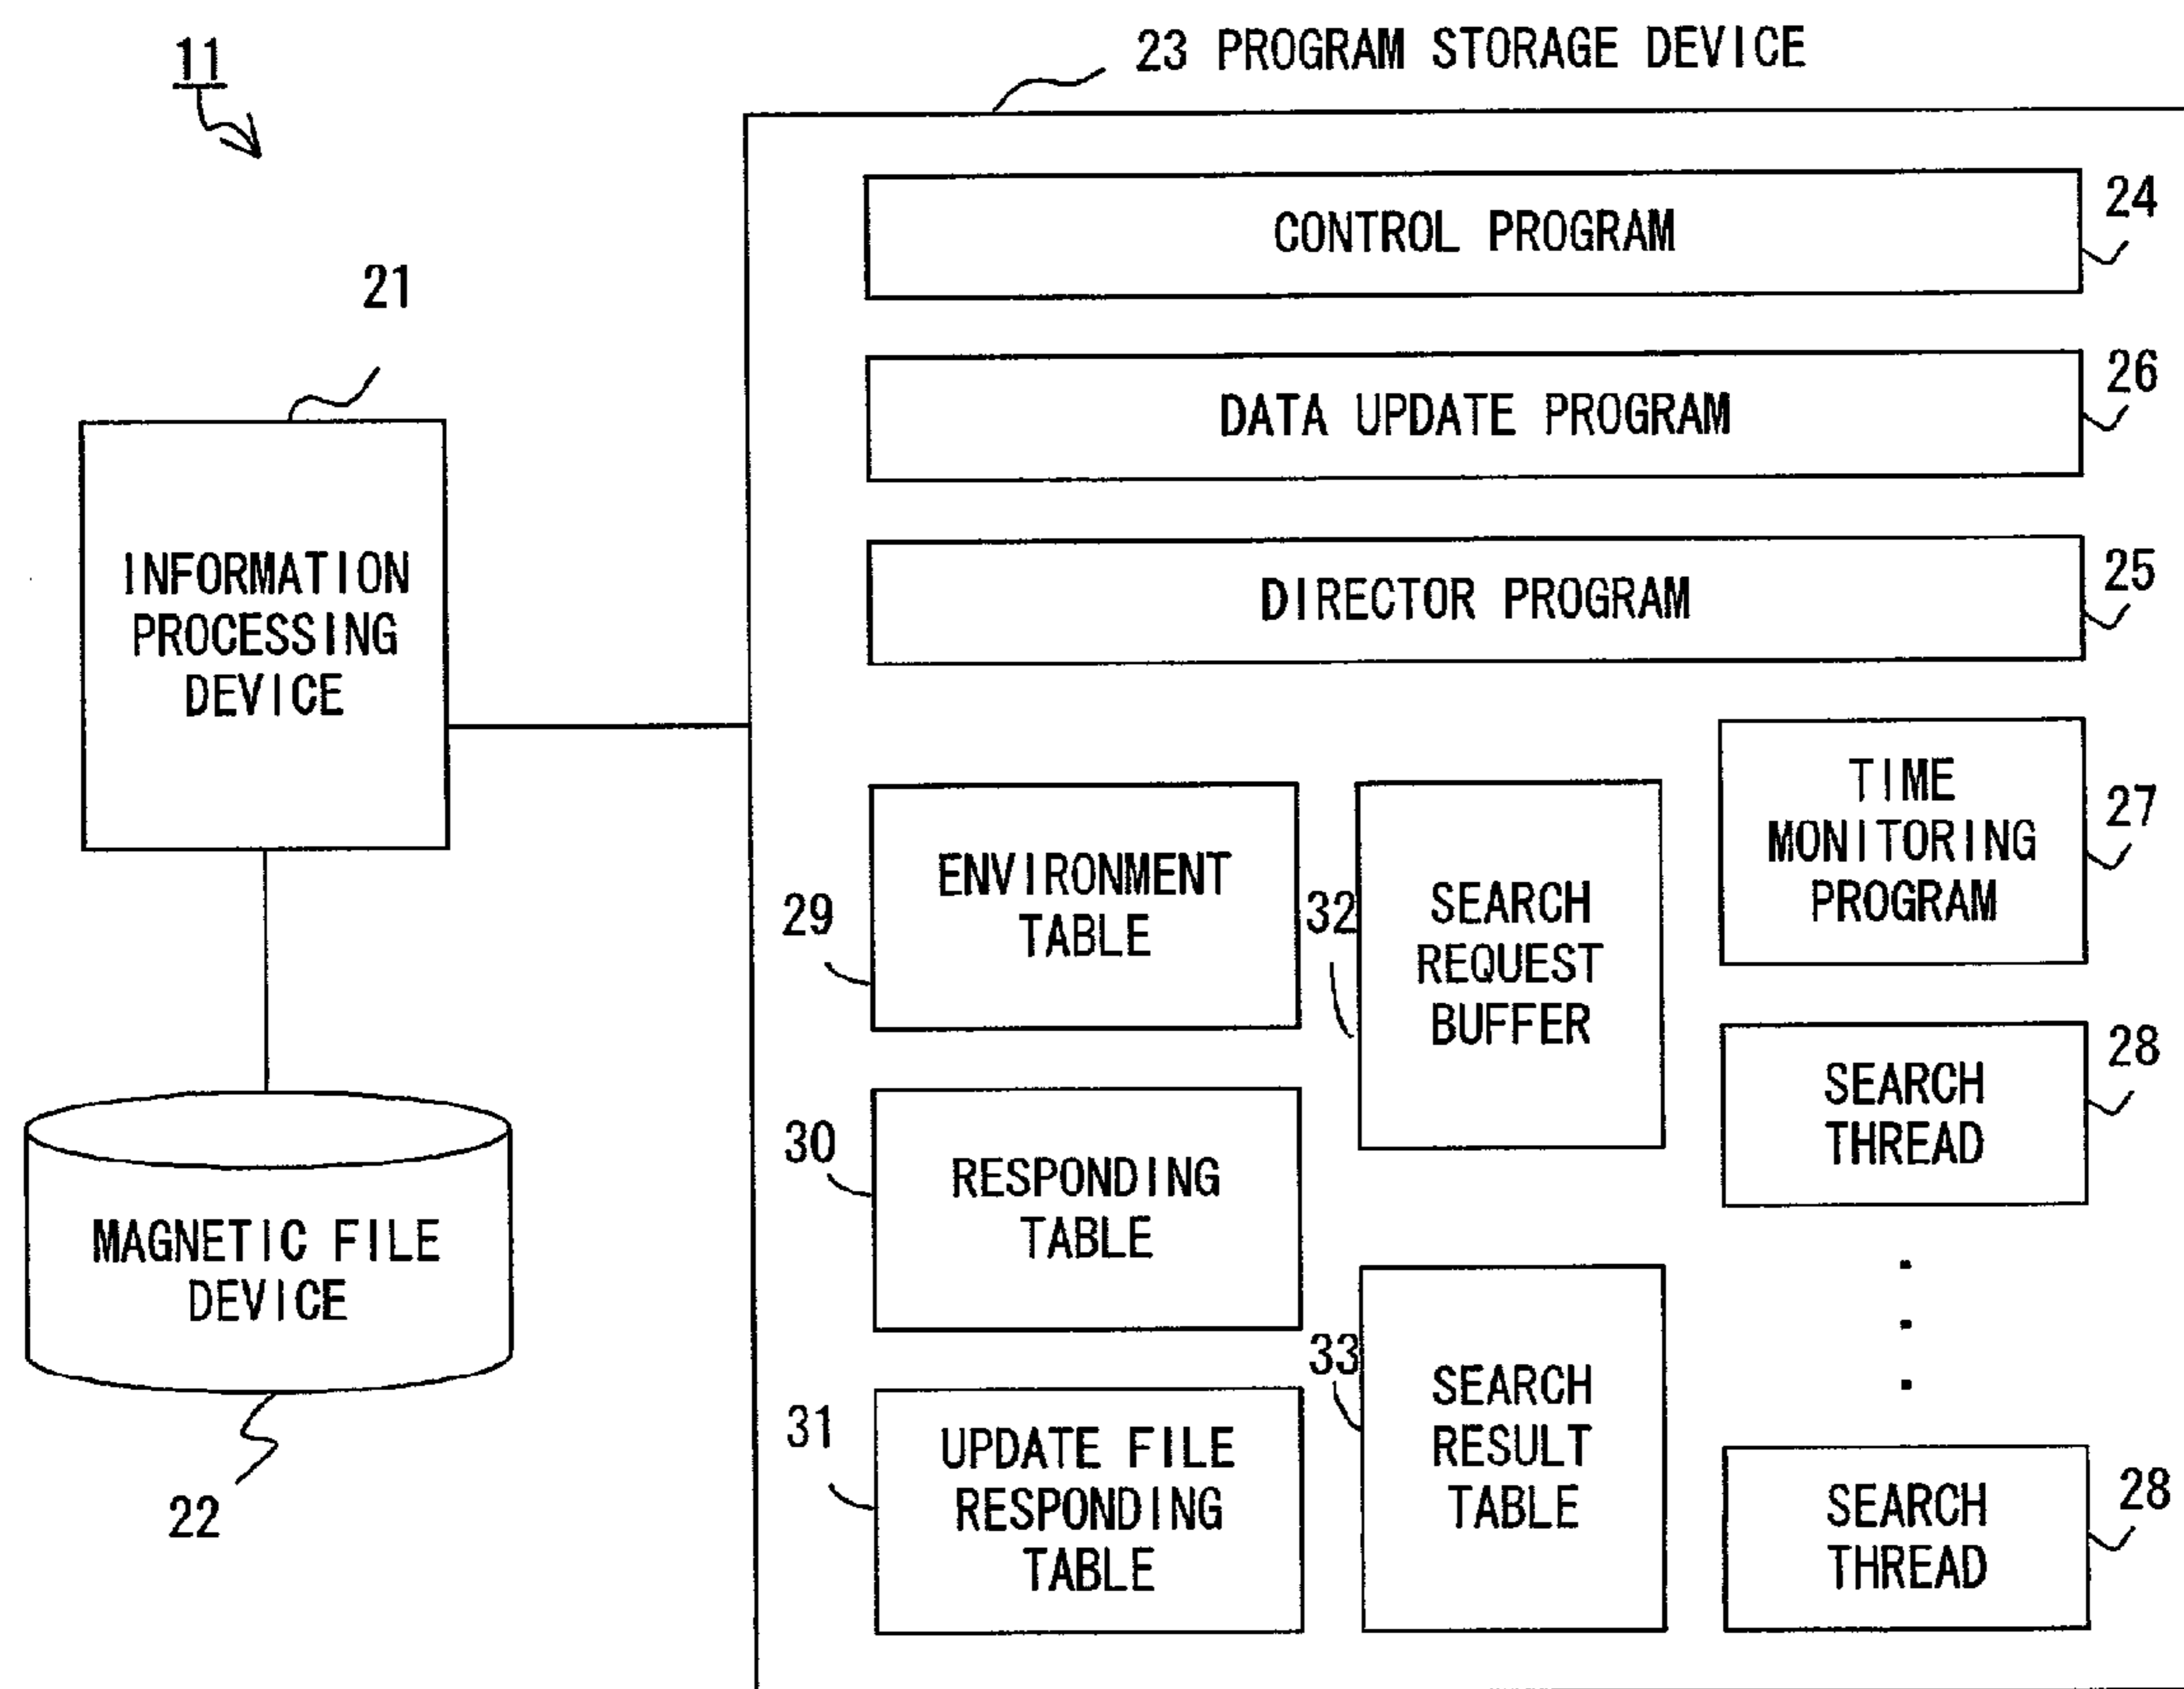 11
23 PROGRAM STORAGE DEVICE
CONTROL PROGRAM
24
21
DATA UPDATE PROGRAM
26
DIRECTOR PROGRAM
25
INFORMATION
PROCESSING
DEVICE
TIME
MONITORING
PROGRAM
27
ENVIRONMENT
TABLE
29
32
SEARCH
REQUEST
BUFFER
SEARCH
THREAD
28
30
RESPONDING
TABLE
MAGNETIC FILE
DEVICE
22
33
SEARCH
RESULT
TABLE
31
UPDATE FILE
RESPONDING
TABLE
SEARCH
THREAD
28